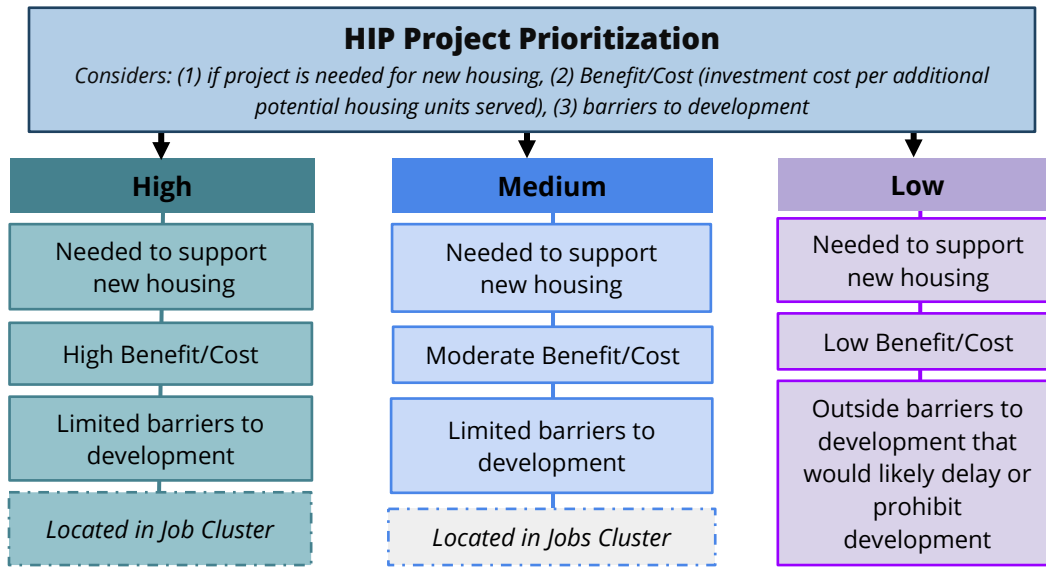 HIP Project Prioritization
Considers: (1) if project is needed for new housing, (2) Benefit/Cost (investment cost per additional
potential housing units served), (3) barriers to development
High
Needed to support
new housing
High Benefit/Cost
Limited barriers to
development
Located in Job Cluster
Medium
Needed to support
new housing
Moderate Benefit/Cost
Limited barriers to
development
Located in Jobs Cluster
Low
Needed to support
new housing
Low Benefit/Cost
Outside barriers to
development that
would likely delay or
prohibit
development